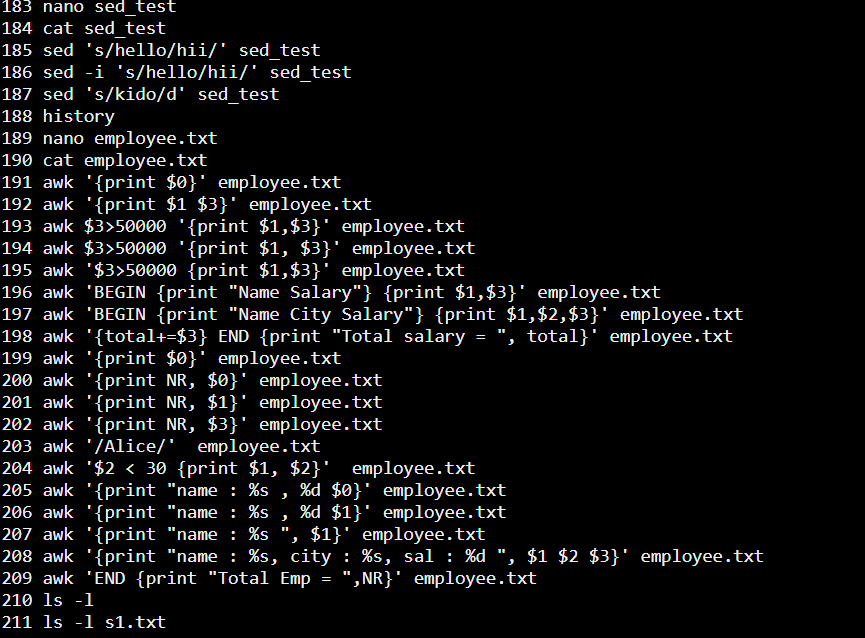 183 nano sed_test
184 cat sed_test
185 sed 's/hello/hii/' sed_test
186 sed -i 's/hello/hii/' sed_test
187 sed 's/kido/d' sed_test
188 history
189 nano employee.txt
190 cat employee.txt
191 awk '{print $0}' employee.txt
192 awk '{print $1 $3}' employee.txt
193 awk $3>50000 '{print $1,$3}' employee.txt
194 awk $3>50000 '{print $1, $3}' employee.txt
195 awk '$3>50000 {print $1,$3}' employee.txt
196 awk 'BEGIN {print "Name Salary"} {print $1,$3}' employee.txt
197 awk 'BEGIN {print "Name City Salary"} {print $1,$2,$3}' employee.txt
198 awk '{total+=$3} END {print "Total salary = ", total}' employee.txt
199 awk '{print $0}' employee.txt
200 awk '{print NR, $0}' employee.txt
201 awk '{print NR, $1}' employee.txt
202 awk '{print NR, $3}' employee.txt
203 awk '/Alice/'  employee.txt
204 awk '$2 < 30 {print $1, $2}'  employee.txt
205 awk '{print "name : %s , %d $0}' employee.txt
206 awk '{print "name : %s , %d $1}' employee.txt
207 awk '{print "name : %s ", $1}' employee.txt
208 awk '{print "name : %s, city : %s, sal : %d ", $1 $2 $3}' employee.txt
209 awk 'END {print "Total Emp = ",NR}' employee.txt
210 ls -l
211 ls -l s1.txt